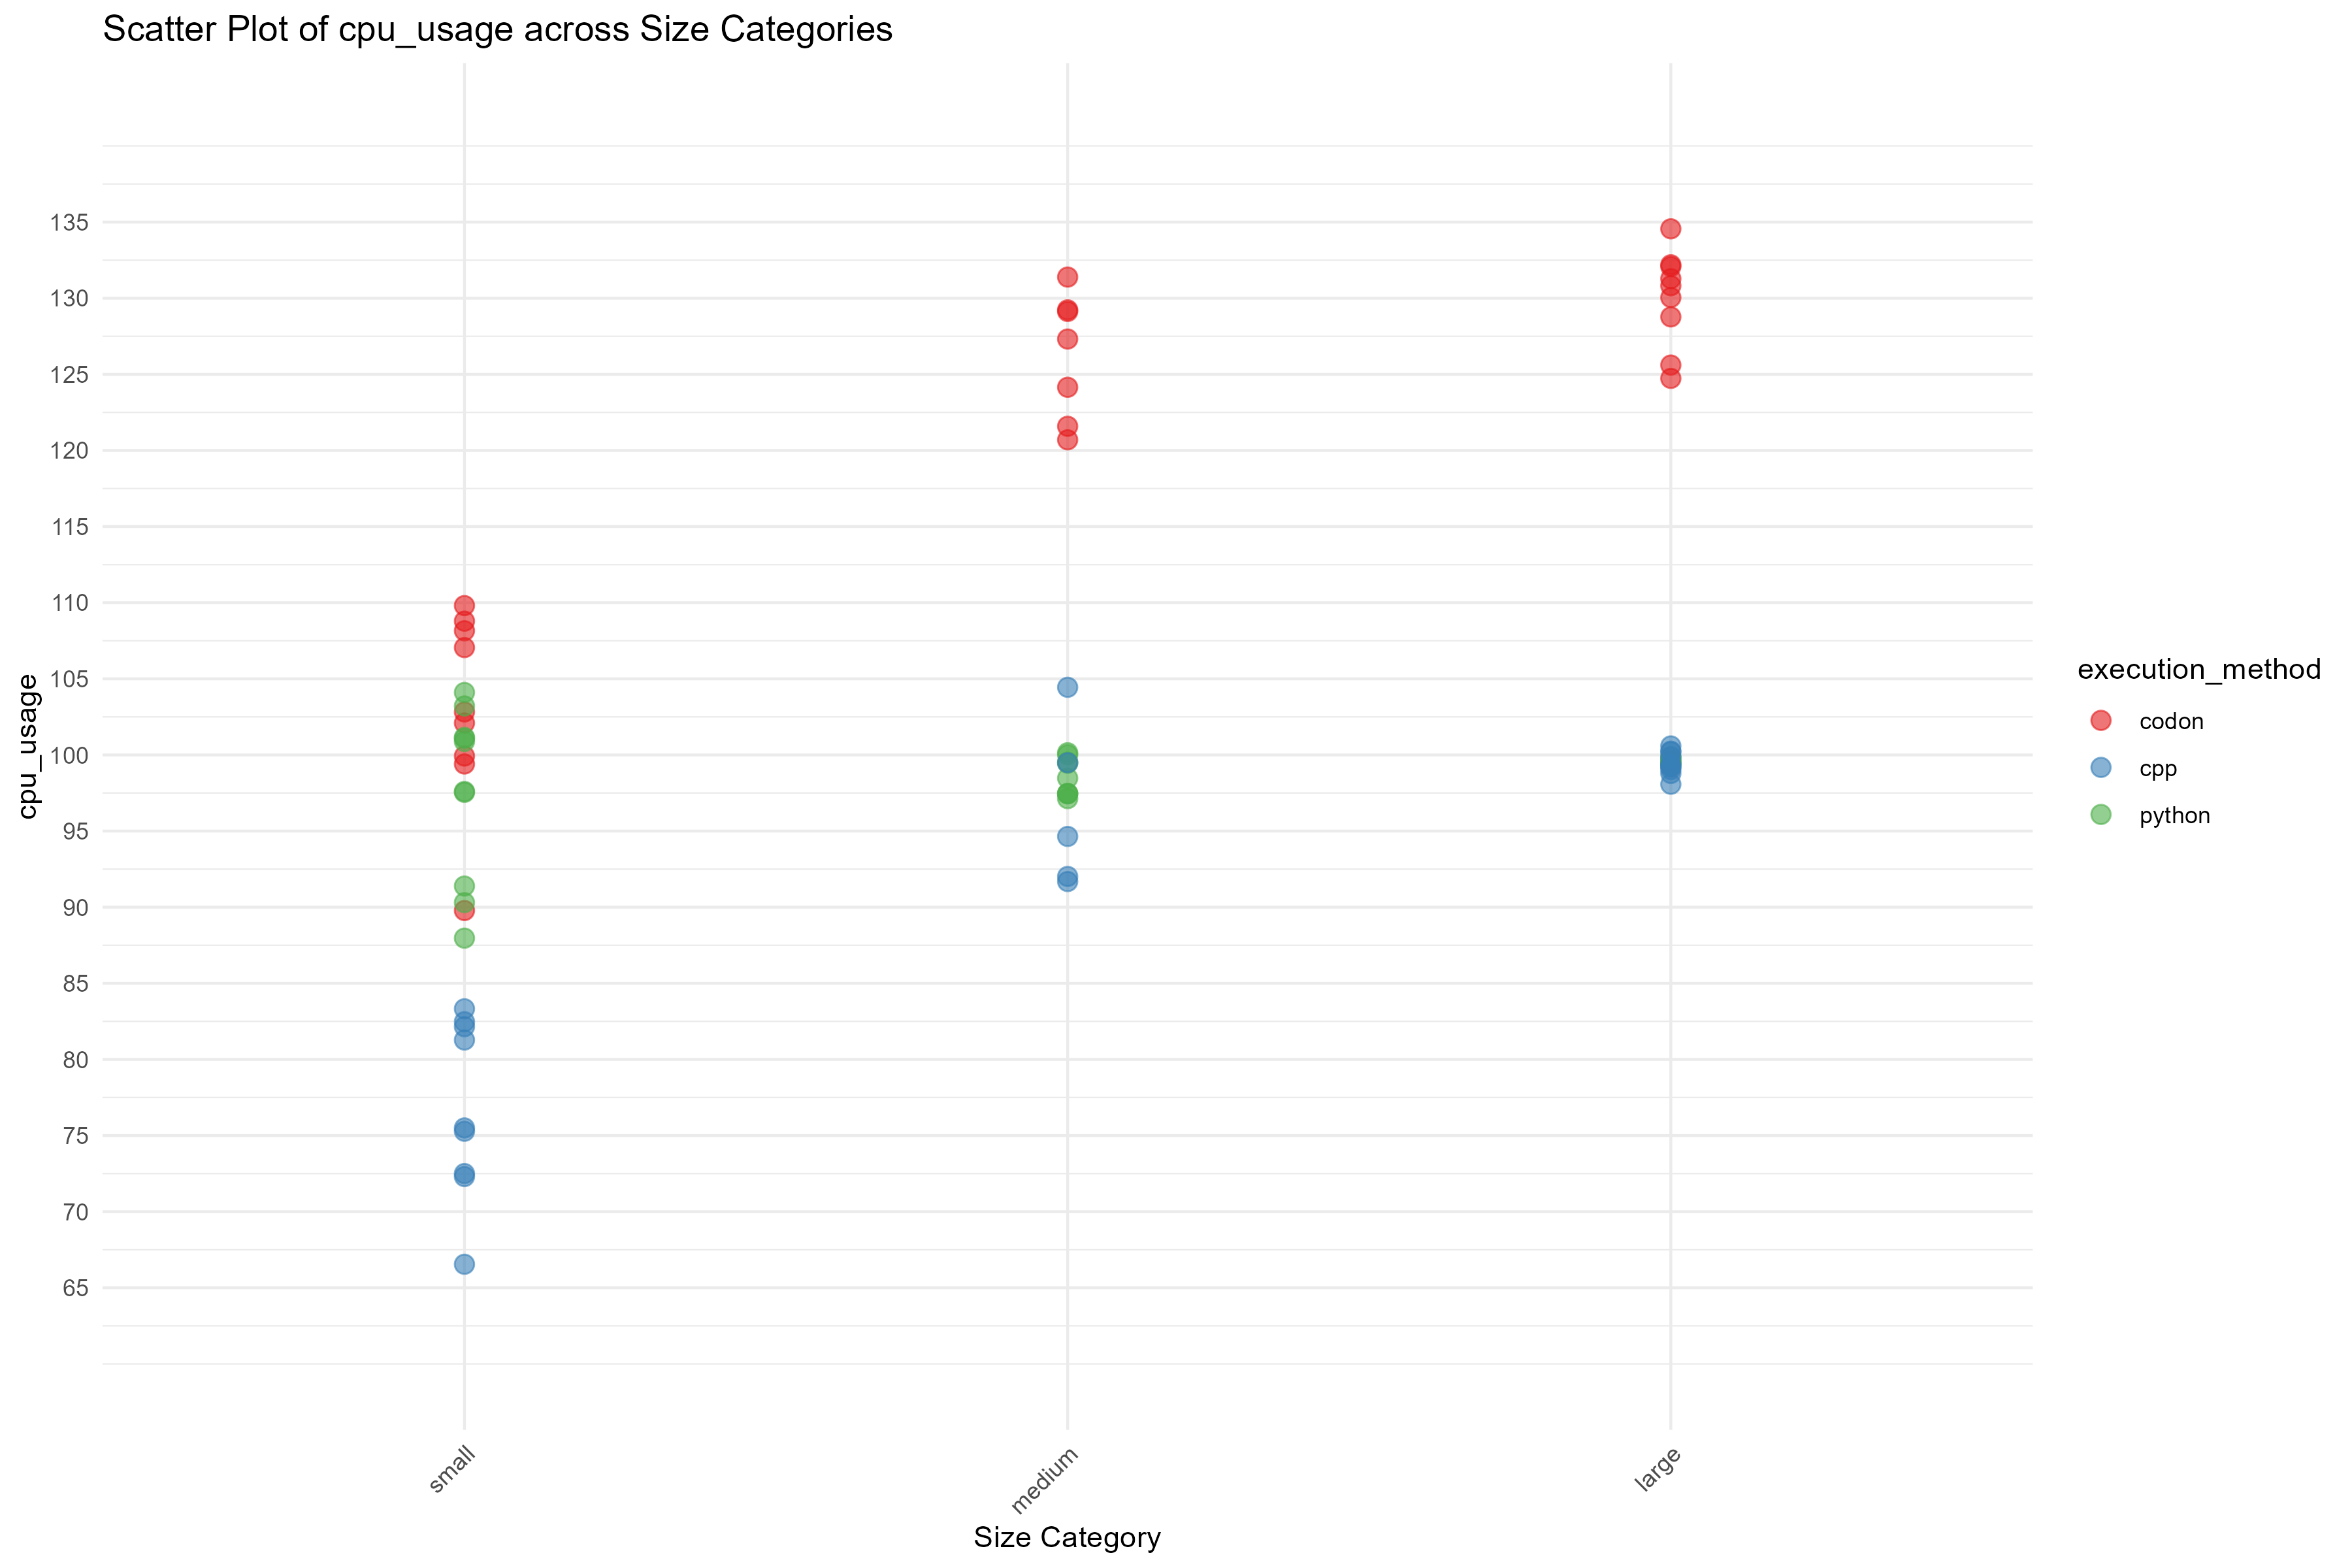 Scatter Plot of cpu_usage across Size Categories
cpu_usage
135
130
125
120
115
110
105
100
95
90
85
80
75
70
65
small
medium
large
Size Category
execution_method
codon
cpp
python